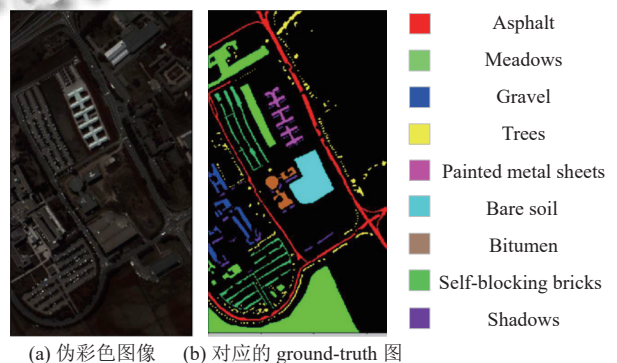 Asphalt
Meadows
Gravel
Trees
Painted metal sheets
Bare soil
Bitumen
Self-blocking bricks
Shadows
(a) 伪彩色图像 (b) 对应的 ground-truth 图